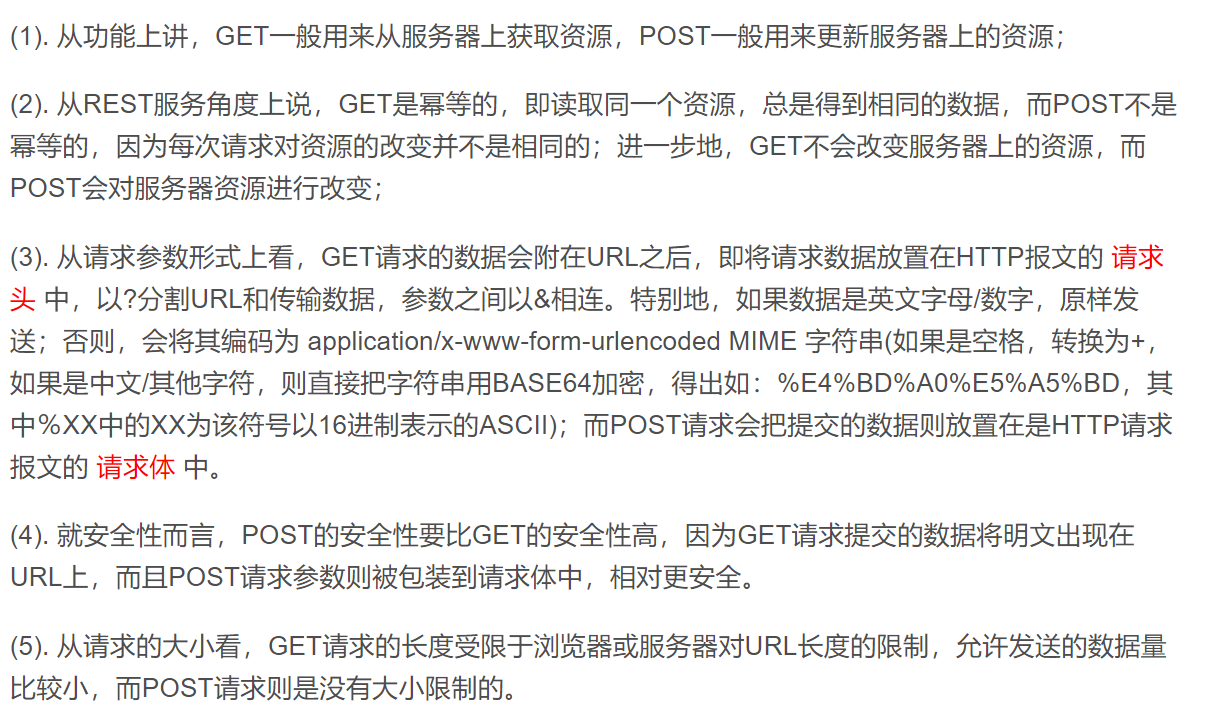 (1). 从功能上讲，GET一般用来从服务器上获取资源，POST一般用来更新服务器上的资源；
(2). 从REST服务角度上说，GET是幂等的，即读取同一个资源，总是得到相同的数据，而POST不是
幂等的，因为每次请求对资源的改变并不是相同的；进一步地，GET不会改变服务器上的资源，而
POST会对服务器资源进行改变；
(3). 从请求参数形式上看，GET请求的数据会附在URL之后，即将请求数据放置在HTTP报文的 请求
头 中，以?分割URL和传输数据，参数之间以&相连。特别地，如果数据是英文字母/数字，原样发
送；否则，会将其编码为 application/x-www-form-urlencoded MIME 字符串(如果是空格，转换为+，
如果是中文/其他字符，则直接把字符串用BASE64加密，得出如：%E4%BD%A0%E5%A5%BD，其
中％XX中的XX为该符号以16进制表示的ASCII)；而POST请求会把提交的数据则放置在是HTTP请求
报文的 请求体 中。
(4). 就安全性而言，POST的安全性要比GET的安全性高，因为GET请求提交的数据将明文出现在
URL上，而且POST请求参数则被包装到请求体中，相对更安全。
(5). 从请求的大小看，GET请求的长度受限于浏览器或服务器对URL长度的限制，允许发送的数据量
比较小，而POST请求则是没有大小限制的。